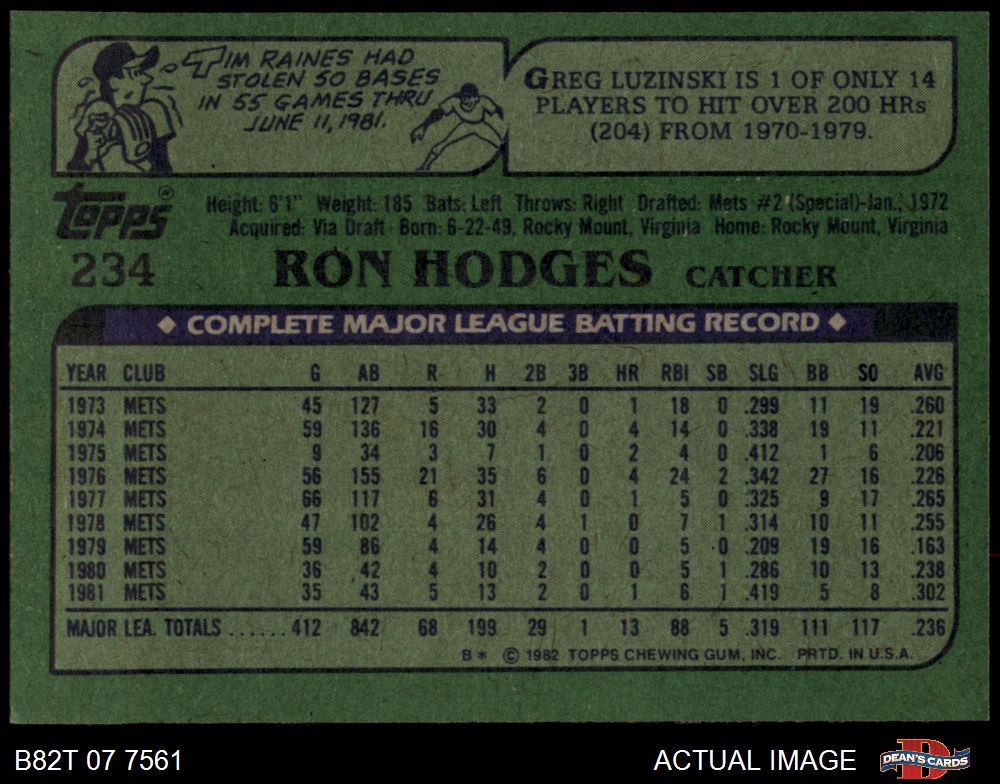 TIM RAINES HAD
STOLEN 50 BASES
IN 55 GAMES THRU
JUNE 11, 1981.
GREG LUZINSKI IS 1 OF ONLY 14
PLAYERS TO HIT OVER 200 HRs
(204) FROM 1970-1979.
Topps®
Height: 6'1" Weight: 185 Bats: Left Throws: Right Drafted: Mets #2 (Special)-Jan., 1972
Acquired: Via Draft Born: 6-22-49, Rocky Mount, Virginia Home: Rocky Mount, Virginia
234 RON HODGES CATCHER
◆ COMPLETE MAJOR LEAGUE BATTING RECORD ◆
YEAR CLUB G AB R H 2B 3B HR RBI SB SLG BB SO AVG
1973 METS 45 127 5 33 2 0 1 18 0 .299 11 19 .260
1974 METS 59 136 16 30 4 0 4 14 0 .338 19 11 .221
1975 METS 9 34 3 7 1 0 2 4 0 .412 1 6 .206
1976 METS 56 155 21 35 6 0 4 24 2 .342 27 16 .226
1977 METS 66 117 6 31 4 0 1 5 0 .325 9 17 .265
1978 METS 47 102 4 26 4 1 0 7 1 .314 10 11 .255
1979 METS 59 86 4 14 4 0 0 5 0 .209 19 16 .163
1980 METS 36 42 4 10 2 0 0 5 1 .286 10 13 .238
1981 METS 35 43 5 13 2 0 1 6 1 .419 5 8 .302
MAJOR LEA. TOTALS ...... 412 842 68 199 29 1 13 88 5 .319 111 117 .236
B* © 1982 TOPPS CHEWING GUM, INC. PRTD. IN U.S.A.
B82T 07 7561 ACTUAL IMAGE DEAN'S CARDS